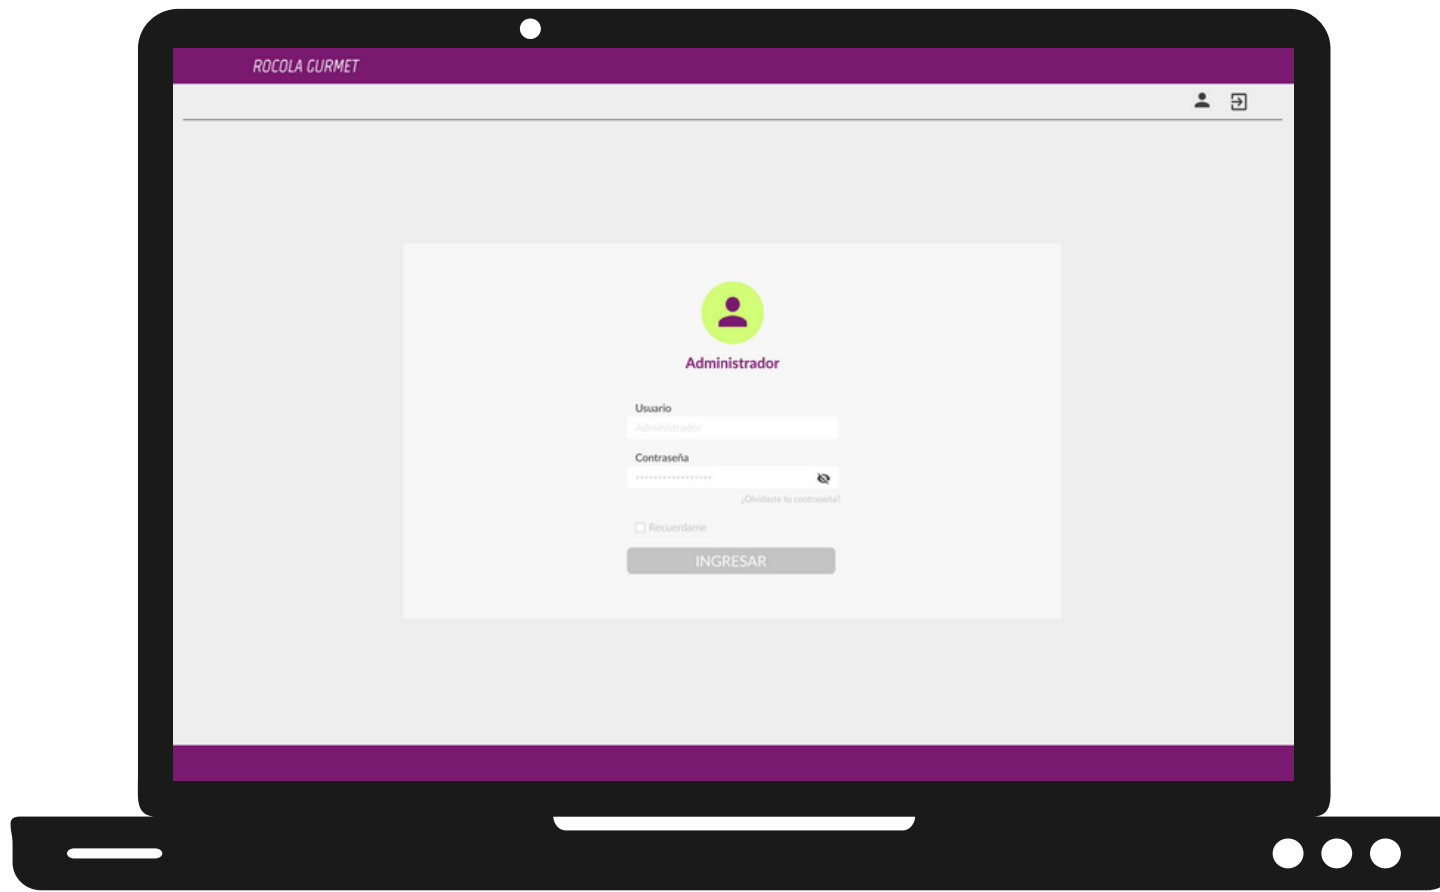 ROCOLA GURMET
Administrador
Usuario
Administrador
Contraseña
*****************
¿Olvidaste tu contraseña?
Recuerdame
INGRESAR